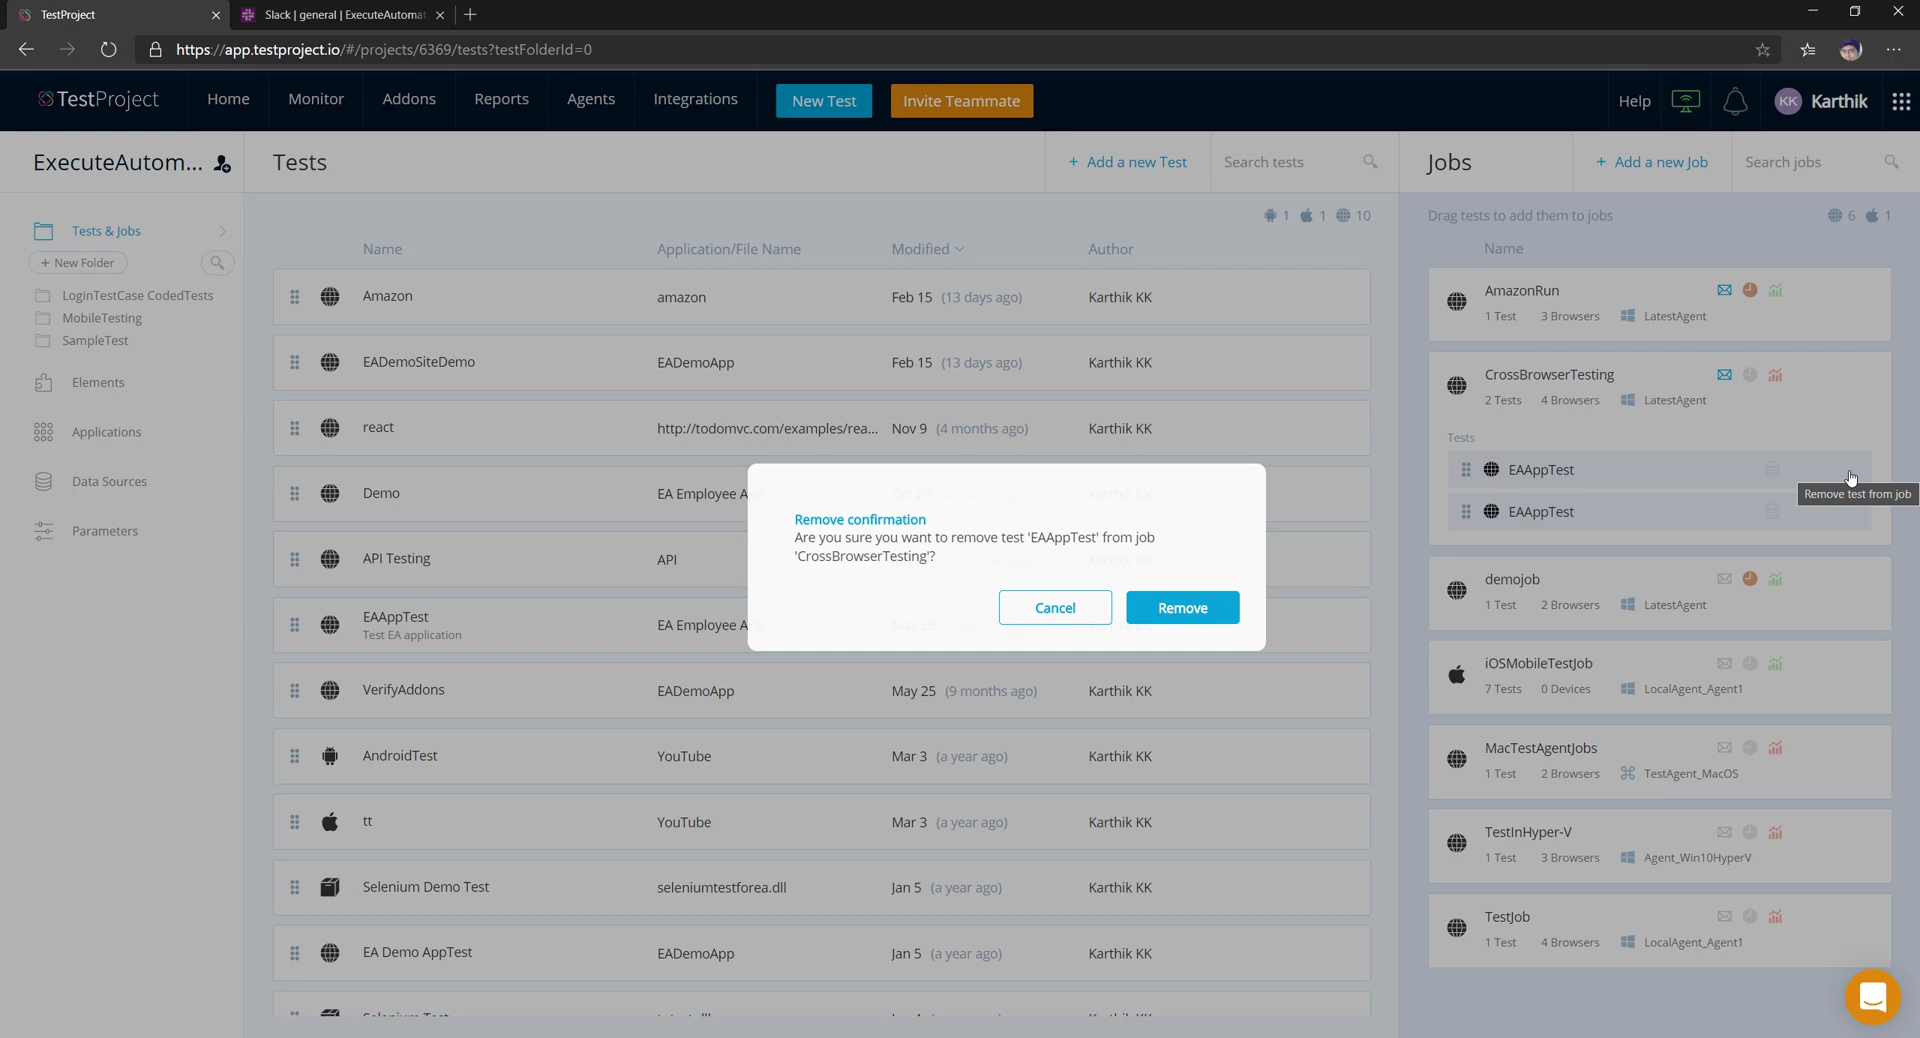 TestProject
Slack | general | ExecuteAutomat
https://app.testproject.io/#/projects/6369/tests?testFolderId=0
TestProject
Home
Monitor
Addons
Reports
Agents
Integrations
New Test
Invite Teammate
Help
KK
Karthik
ExecuteAutom...
Tests
+ Add a new Test
Search tests
Jobs
+ Add a new Job
Search jobs
Tests & Jobs
+ New Folder
LoginTestCase CodedTests
MobileTesting
SampleTest
Elements
Applications
Data Sources
Parameters
1 1 10
Name Application/File Name Modified Author
Amazon amazon Feb 15 (13 days ago) Karthik KK
EADemoSiteDemo EADemoApp Feb 15 (13 days ago) Karthik KK
react http://todomvc.com/examples/rea... Nov 9 (4 months ago) Karthik KK
Demo EA Employee App Oct 25 Karthik KK
API Testing API Karthik KK
EAAppTest EA Employee App May 28 Karthik KK
Test EA application
VerifyAddons EADemoApp May 25 (9 months ago) Karthik KK
AndroidTest YouTube Mar 3 (a year ago) Karthik KK
tt YouTube Mar 3 (a year ago) Karthik KK
Selenium Demo Test seleniumtestforea.dll Jan 5 (a year ago) Karthik KK
EA Demo AppTest EADemoApp Jan 5 (a year ago) Karthik KK
Remove confirmation
Are you sure you want to remove test 'EAAppTest' from job
'CrossBrowserTesting'?
Cancel
Remove
Drag tests to add them to jobs
6 1
Name
AmazonRun
1 Test 3 Browsers LatestAgent
CrossBrowserTesting
2 Tests 4 Browsers LatestAgent
Tests
EAAppTest
Remove test from job
EAAppTest
demojob
1 Test 2 Browsers LatestAgent
iOSMobileTestJob
7 Tests 0 Devices LocalAgent_Agent1
MacTestAgentJobs
1 Test 2 Browsers TestAgent_MacOS
TestInHyper-V
1 Test 3 Browsers Agent_Win10HyperV
TestJob
1 Test 4 Browsers LocalAgent_Agent1